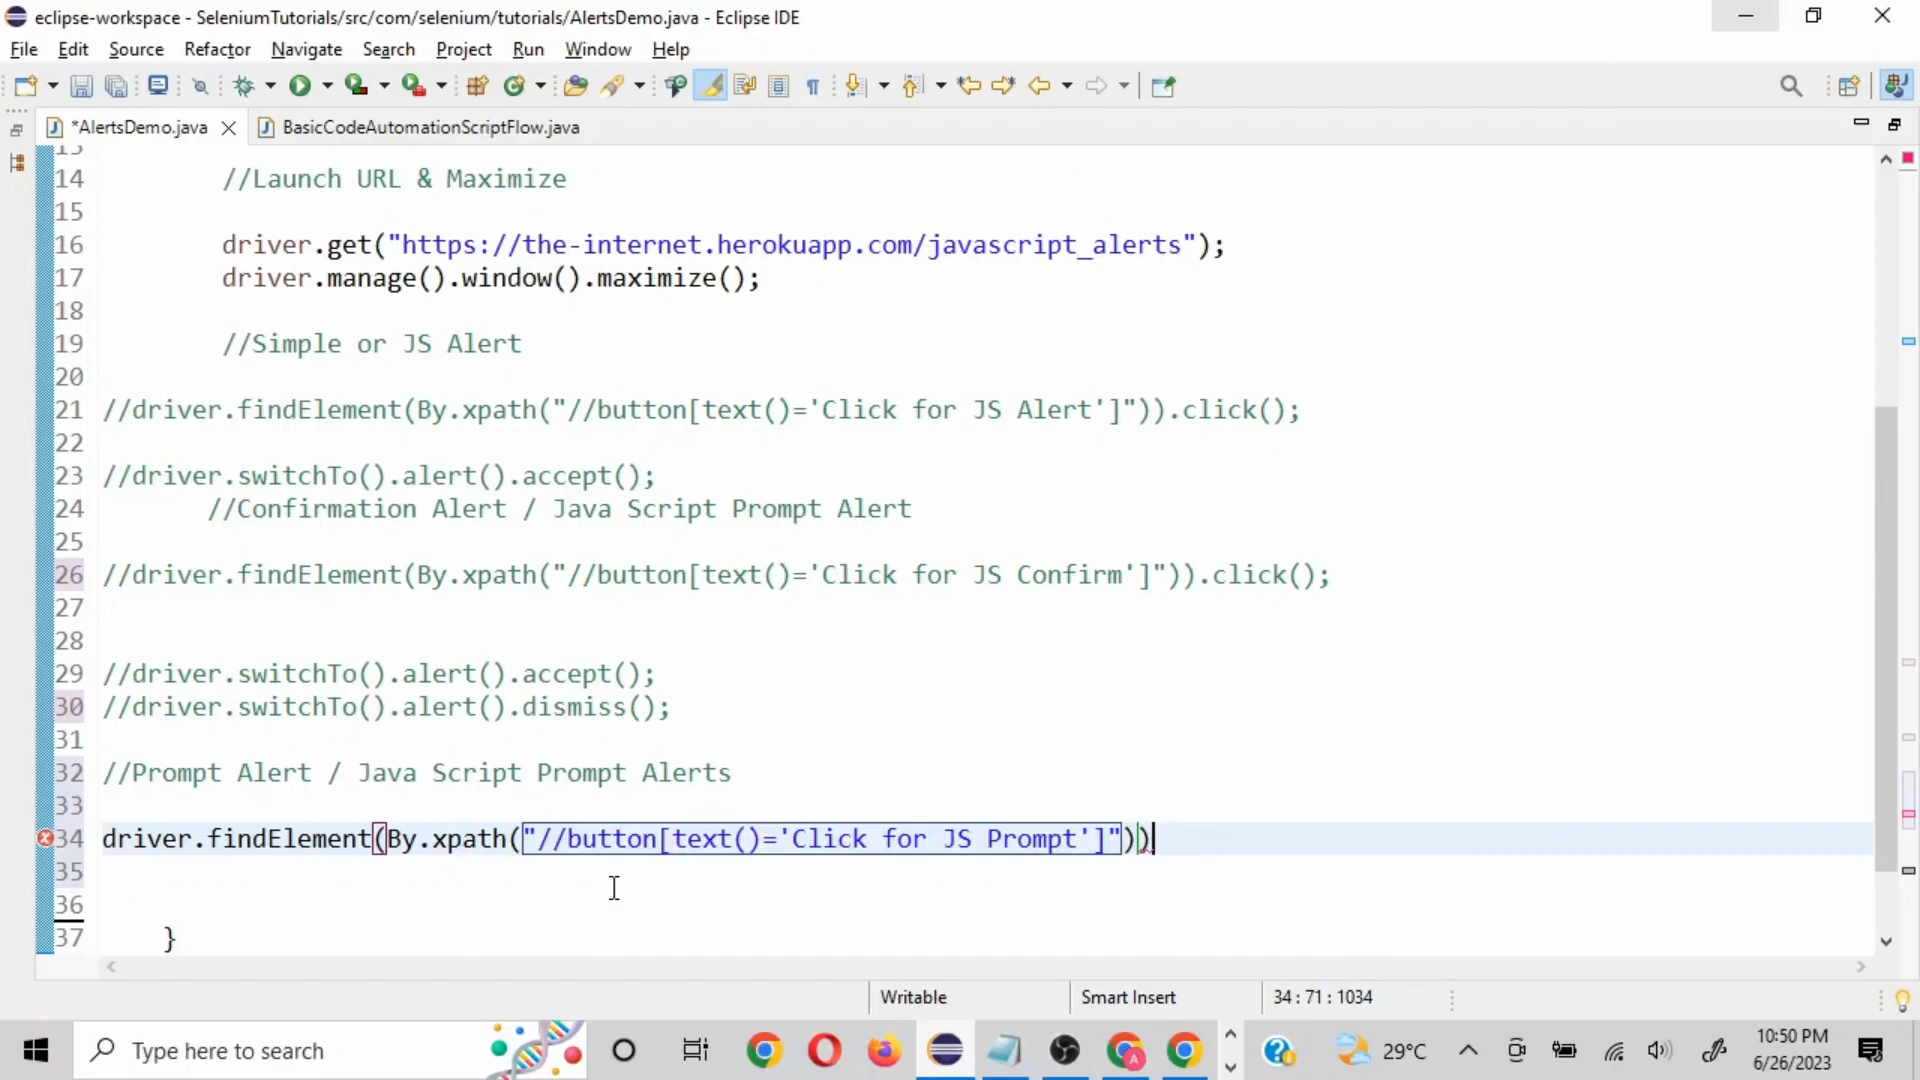 eclipse-workspace - SeleniumTutorials/src/com/selenium/tutorials/AlertsDemo.java - Eclipse IDE
File Edit Source Refactor Navigate Search Project Run Window Help
*AlertsDemo.java BasicCodeAutomationScriptFlow.java
13
14 //Launch URL & Maximize
15
16 driver.get("https://the-internet.herokuapp.com/javascript_alerts");
17 driver.manage().window().maximize();
18
19 //Simple or JS Alert
20
21 //driver.findElement(By.xpath("//button[text()='Click for JS Alert']")).click();
22
23 //driver.switchTo().alert().accept();
24 //Confirmation Alert / Java Script Prompt Alert
25
26 //driver.findElement(By.xpath("//button[text()='Click for JS Confirm']")).click();
27
28
29 //driver.switchTo().alert().accept();
30 //driver.switchTo().alert().dismiss();
31
32 //Prompt Alert / Java Script Prompt Alerts
33
34 driver.findElement(By.xpath("//button[text()='Click for JS Prompt']"))
35
36
37 }
Writable Smart Insert 34 : 71 : 1034
Type here to search 29°C 10:50 PM
6/26/2023